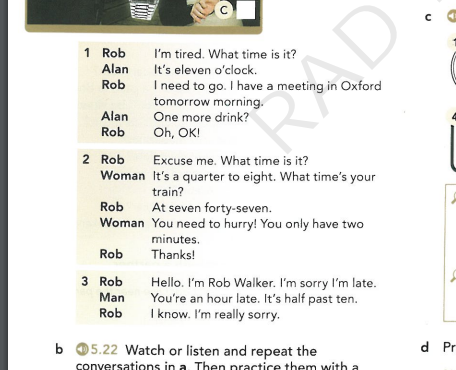 C
c
1 Rob I'm tired. What time is it?
Alan It's eleven o'clock.
Rob I need to go. I have a meeting in Oxford
tomorrow morning.
Alan One more drink?
Rob Oh, OK!
2 Rob Excuse me. What time is it?
Woman It's a quarter to eight. What time's your
train?
Rob At seven forty-seven.
Woman You need to hurry! You only have two
minutes.
Rob Thanks!
3 Rob Hello. I'm Rob Walker. I'm sorry I'm late.
Man You're an hour late. It's half past ten.
Rob I know. I'm really sorry.
b 5.22 Watch or listen and repeat the
conversations in a. Then practice them with a
d Pr
RAD